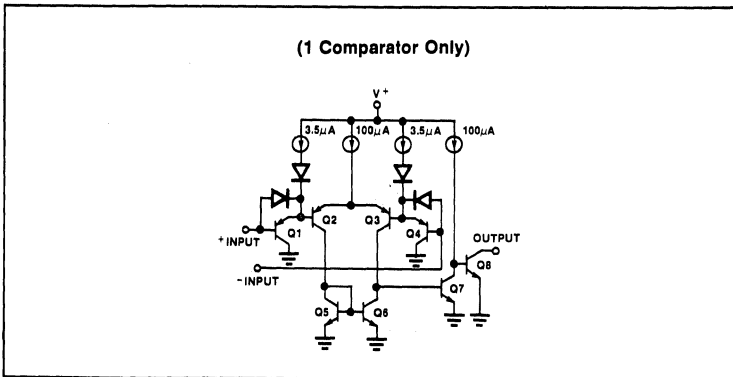 (1 Comparator Only)
V+
3.5µA 100µA 3.5µA 100µA
Q1 Q2 Q3 Q4
+INPUT
OUTPUT
Q8
-INPUT
Q7
Q5 Q6